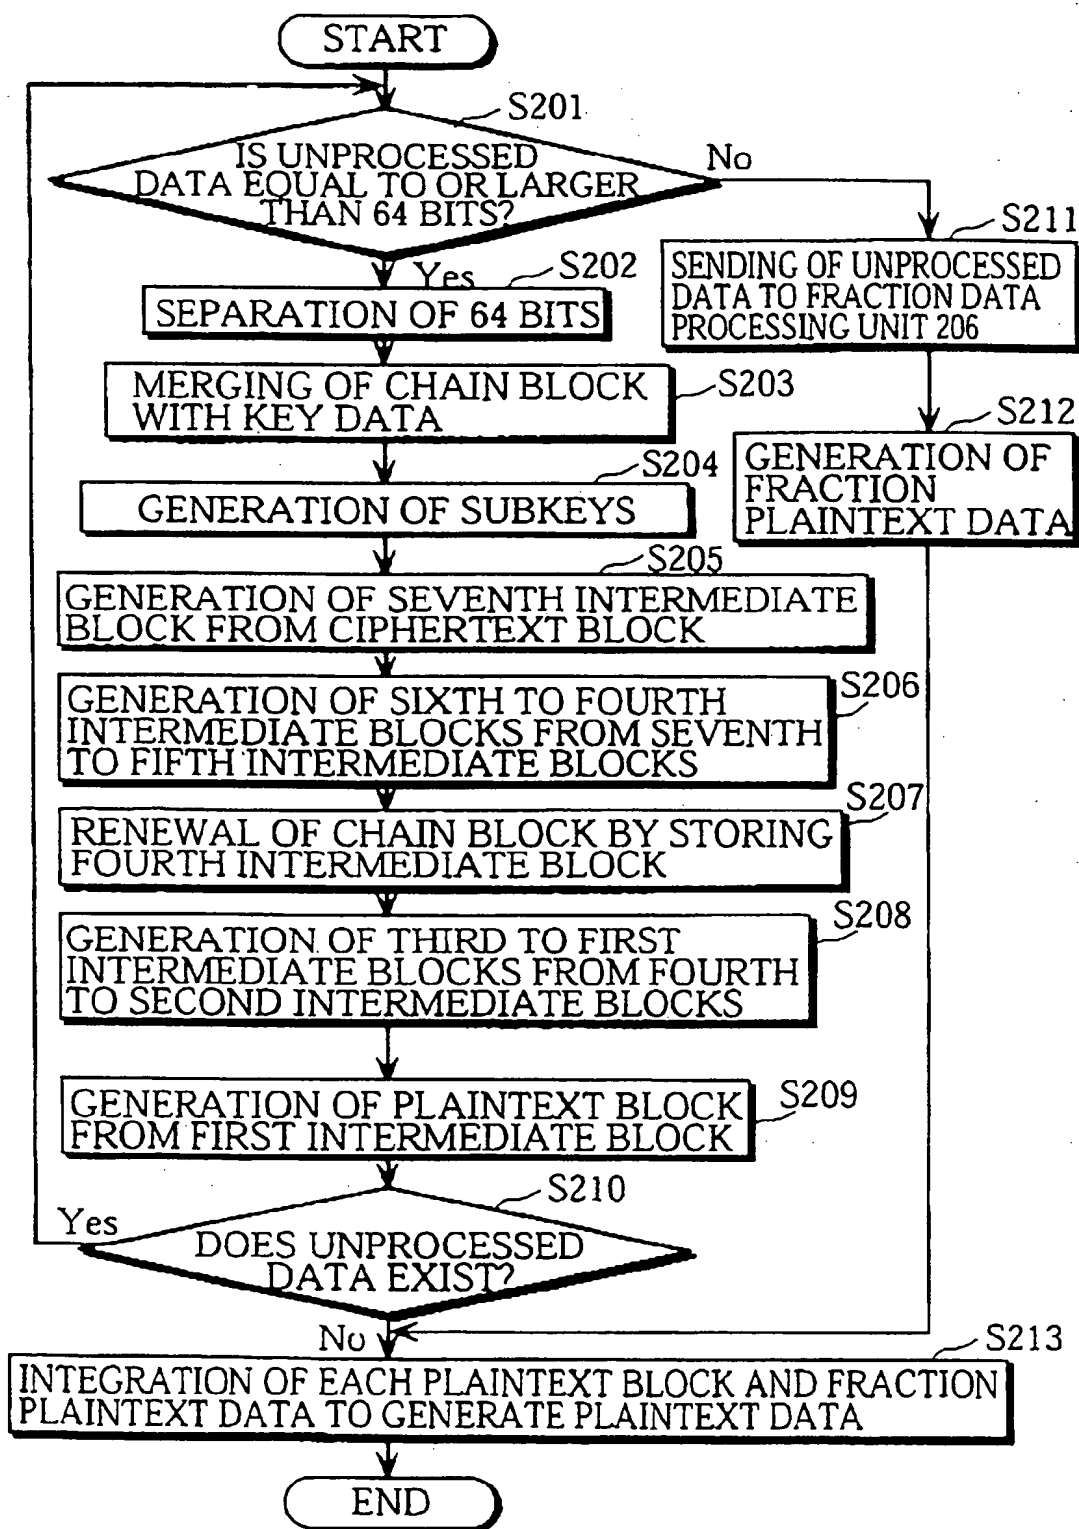 START
S201
IS UNPROCESSED
DATA EQUAL TO OR LARGER
THAN 64 BITS?
No
Yes
S202
SEPARATION OF 64 BITS
S203
MERGING OF CHAIN BLOCK
WITH KEY DATA
S204
GENERATION OF SUBKEYS
S205
GENERATION OF SEVENTH INTERMEDIATE
BLOCK FROM CIPHERTEXT BLOCK
S206
GENERATION OF SIXTH TO FOURTH
INTERMEDIATE BLOCKS FROM SEVENTH
TO FIFTH INTERMEDIATE BLOCKS
S207
RENEWAL OF CHAIN BLOCK BY STORING
FOURTH INTERMEDIATE BLOCK
S208
GENERATION OF THIRD TO FIRST
INTERMEDIATE BLOCKS FROM FOURTH
TO SECOND INTERMEDIATE BLOCKS
S209
GENERATION OF PLAINTEXT BLOCK
FROM FIRST INTERMEDIATE BLOCK
S210
Yes
DOES UNPROCESSED
DATA EXIST?
No
S211
SENDING OF UNPROCESSED
DATA TO FRACTION DATA
PROCESSING UNIT 206
S212
GENERATION OF
FRACTION
PLAINTEXT DATA
S213
INTEGRATION OF EACH PLAINTEXT BLOCK AND FRACTION
PLAINTEXT DATA TO GENERATE PLAINTEXT DATA
END